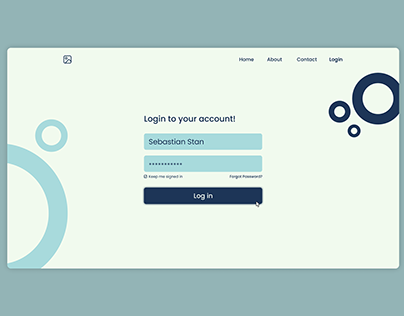 Home About Contact Login
Login to your account!
Sebastian Stan
***********
Keep me signed in Forgot Password?
Log in